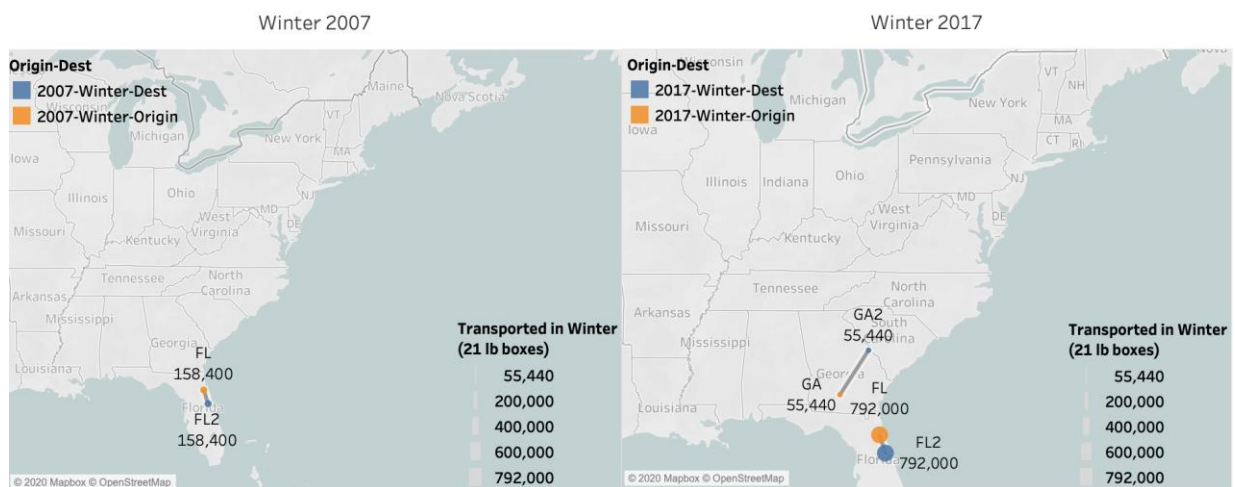 Winter 2007
Origin-Dest
2007-Winter-Dest
2007-Winter-Origin
Wisconsin
Michigan
Maine
Nova Scotia
VT
New York
MA
Iowa
NJ
Illinois
Ohio
MD
DE
West
Virginia
Missouri
Kentucky
Tennessee
North
Carolina
Arkansas
Mississippi
Georgia
Louisiana
FL
158,400
Florida
FL2
158,400
Transported in Winter
(21 lb boxes)
55,440
200,000
400,000
600,000
792,000
© 2020 Mapbox © OpenStreetMap
Winter 2017
Origin-Dest
2017-Winter-Dest
2017-Winter-Origin
Wisconsin
Michigan
Nova
VT
NH
New York
MA
CT
RI
Iowa
Pennsylvania
NJ
Illinois
Indiana
Ohio
MD
DE
West
Virginia
Missouri
Kentucky
Tennessee
North
Carolina
Arkansas
Mississippi
GA2
55,440
South
Carolina
Georgia
Louisiana
GA
55,440
FL
792,000
FL2
792,000
Florida
Transported in Winter
(21 lb boxes)
55,440
200,000
400,000
600,000
792,000
© 2020 Mapbox © OpenStreetMap